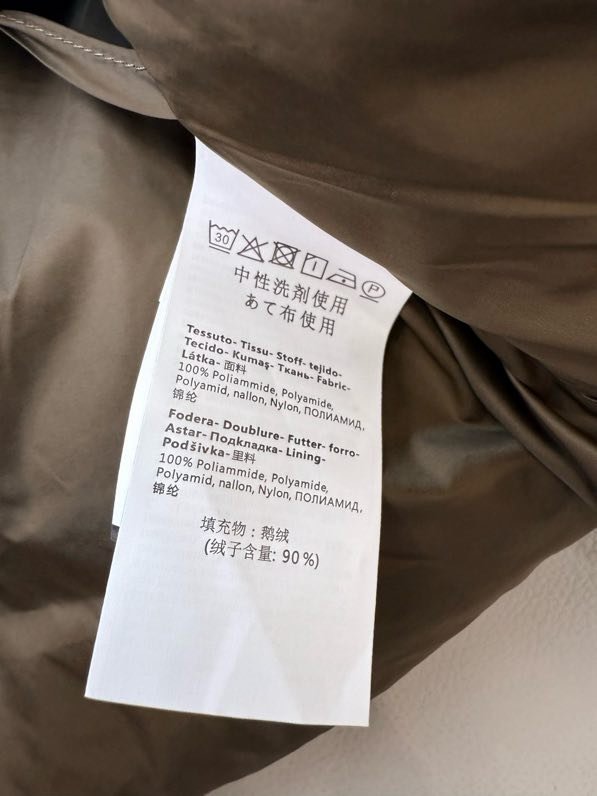 30 P
中性洗剤使用
あて布使用
Tessuto- Tissu- Stoff- tejido-
Tecido- Kumaş- Ткань- Fabric-
Látka- 面料
100% Poliammide, Polyamide,
Polyamid, nallon, Nylon, ПОЛИАМИД,
锦纶
Fodera- Doublure- Futter- forro-
Astar- Подkладка- Lining-
Podšivka- 里料
100% Poliammide, Polyamide,
Polyamid, nallon, Nylon, ПОЛИАМИД,
锦纶
填充物：鹅绒
(绒子含量: 90%)